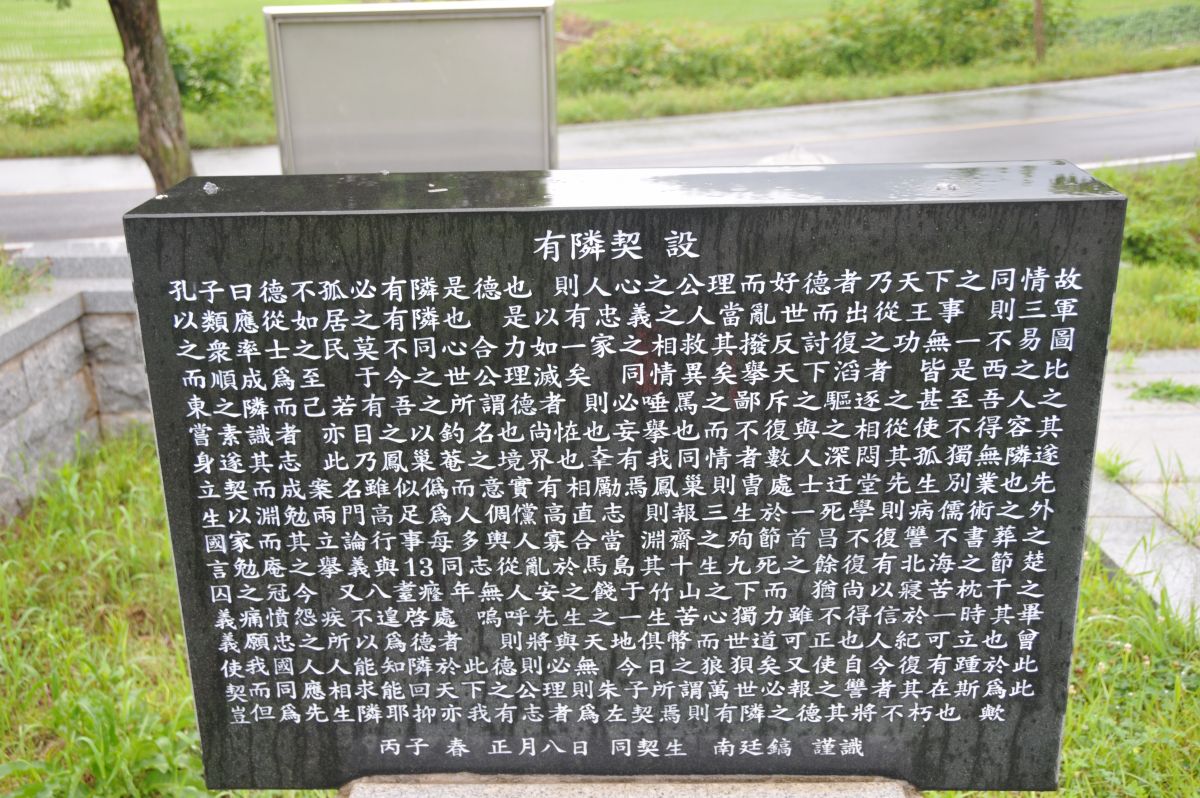 有隣契 設
孔子曰德不孤必有隣是德也 則人心之公理而好德者乃天下之同情故
以類應從如居之有隣也 是以有忠義之人當亂世而出從王事 則三軍
之衆率士之民莫不同心合力如一家之相救其撥反討復之功無一不易圖
而順成爲至 于今之世公理滅矣 同情異矣擧天下滔者 皆是西之比
東之隣而己若有吾之所謂德者 則必唾罵之鄙斥之驅逐之甚至吾人之
嘗素識者 亦目之以釣名也尙恠也妄擧也而不復與之相從使不得容其
身遂其志 此乃鳳巢菴之境界也幸有我同情者數人深悶其孤獨無隣遂
立契而成案名雖似僞而意實有相勵焉鳳巢則曺處士迂堂先生別業也先
生以淵勉兩門高足爲人倜儻高直志 則報三生於一死學則病儒術之外
國家而其立論行事每多輿人寡合當 淵齋之殉節首昌不復讐不書葬之
言勉庵之擧義與13同志從亂於馬島其十生九死之餘復有北海之節 楚
囚之冠今 又八耋癃年無人安之餞于竹山之下而 猶尙以寢苦枕干之
義痛憤怨疾不遑啓處 嗚呼先生之一生苦心獨力雖不得信於一時其畢
義願忠之所以爲德者 則將與天地俱幣而世道可正也人紀可立也會
使我國人人能知隣於此德則必無 今日之狼狽矣又使自今復有踵於此
契而同應相求能回天下之公理則朱子所謂萬世必報之讐者其在斯爲此
豈但爲先生隣耶抑亦我有志者爲左契焉則有隣之德其將不朽也 歟
丙子 春 正月八日 同契生 南廷鎬 謹識